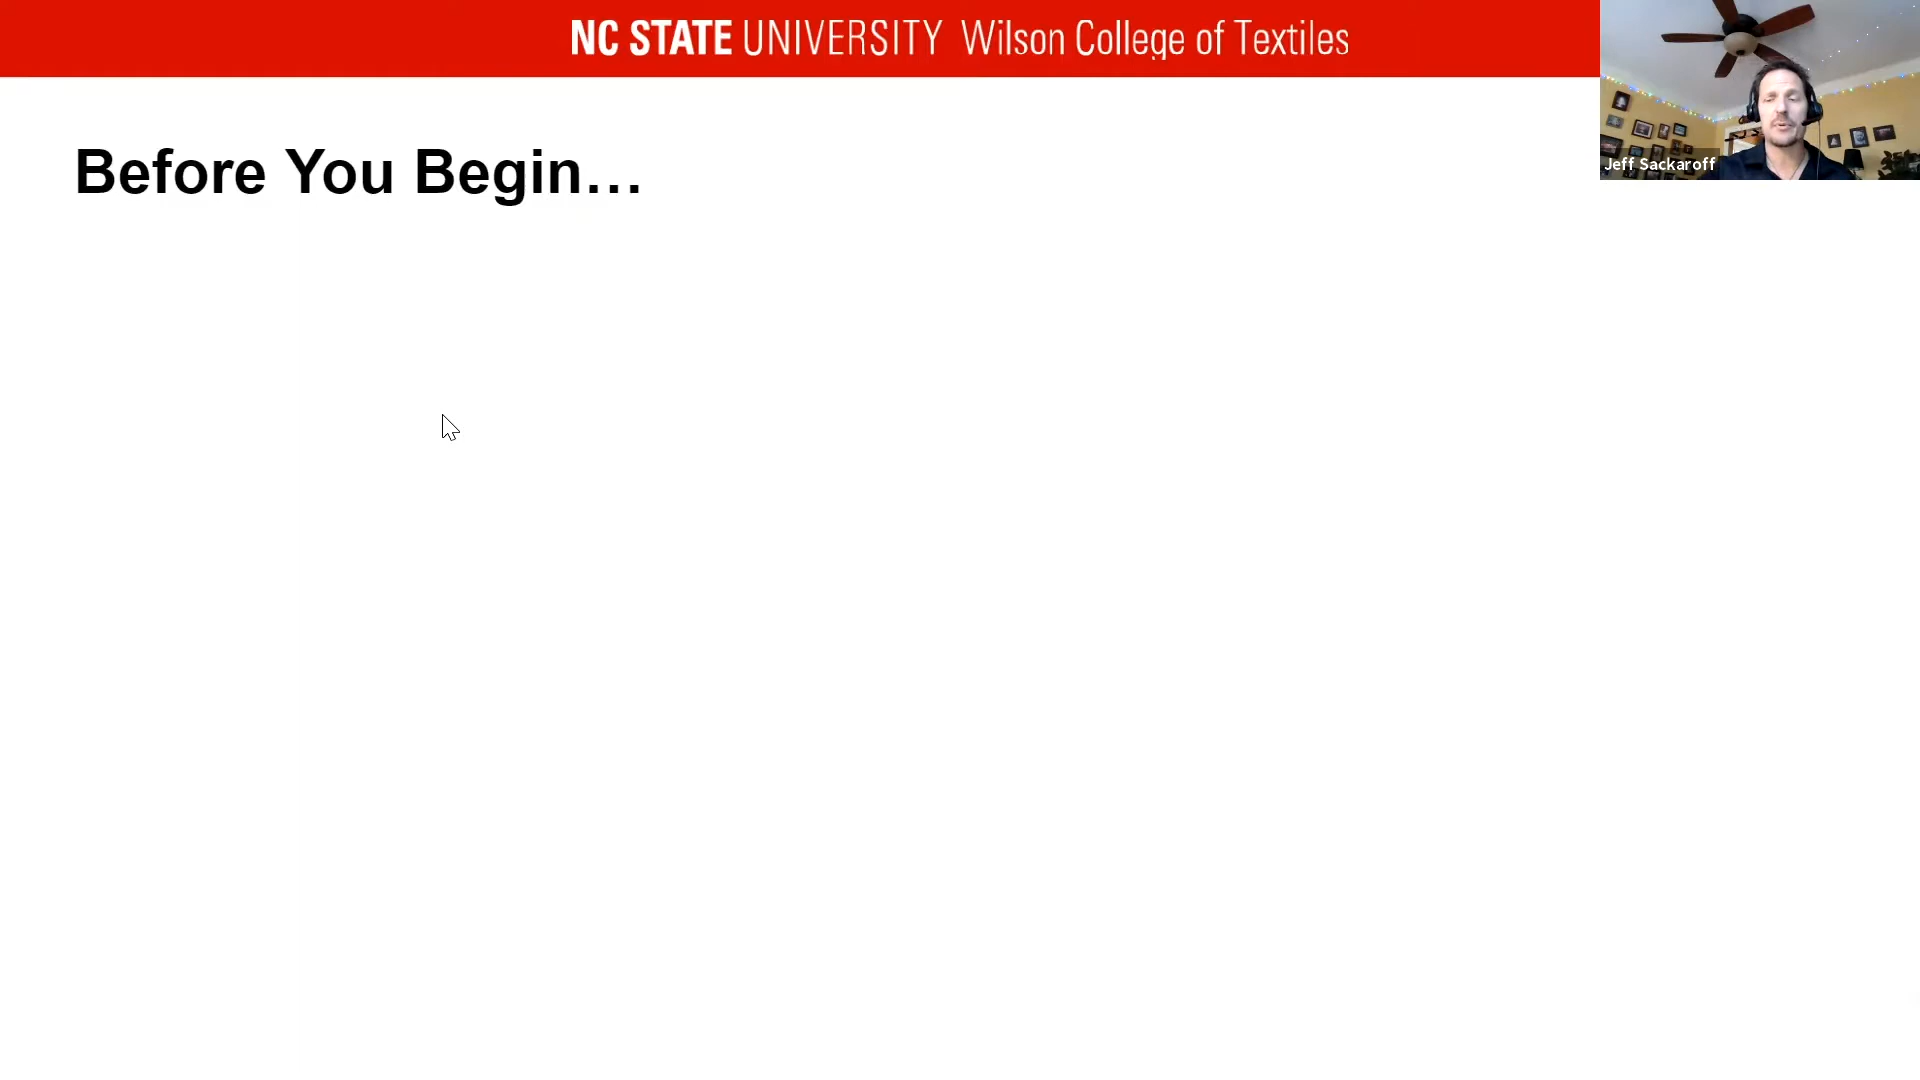 NC STATE UNIVERSITY Wilson College of Textiles
Jeff Sackaroff
Before You Begin…